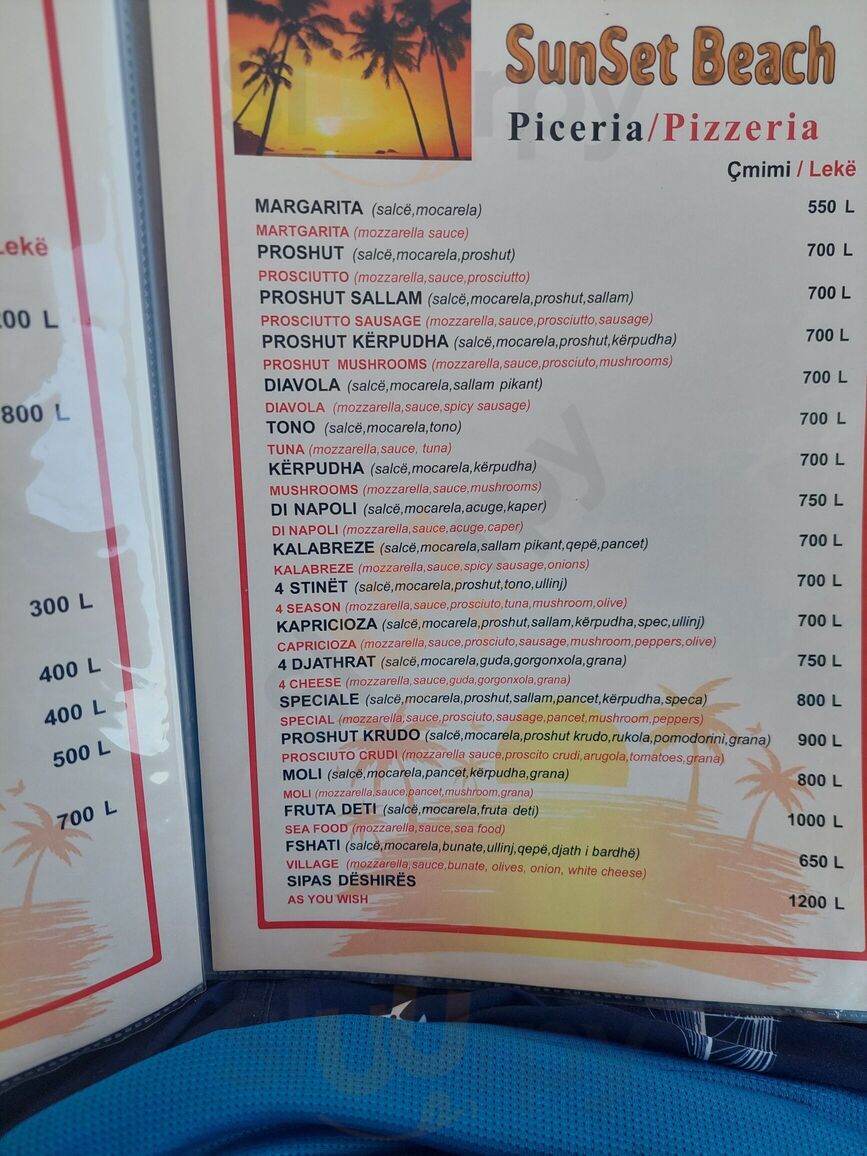 Lekë
00 L
800 L
300 L
400 L
400 L
500 L
700 L
SunSet Beach
Piceria/Pizzeria
Çmimi / Lekë
MARGARITA (salcë,mocarela) 550 L
MARTGARITA (mozzarella sauce)
PROSHUT (salcë,mocarela,proshut) 700 L
PROSCIUTTO (mozzarella,sauce,prosciutto)
PROSHUT SALLAM (salcë,mocarela,proshut,sallam) 700 L
PROSCIUTTO SAUSAGE (mozzarella,sauce,prosciutto,sausage)
PROSHUT KËRPUDHA (salcë,mocarela,proshut,kërpudha) 700 L
PROSHUT MUSHROOMS (mozzarella,sauce,prosciuto,mushrooms)
DIAVOLA (salcë,mocarela,sallam pikant) 700 L
DIAVOLA (mozzarella,sauce,spicy sausage)
TONO (salcë,mocarela,tono) 700 L
TUNA (mozzarella,sauce, tuna)
KËRPUDHA (salcë,mocarela,kërpudha) 700 L
MUSHROOMS (mozzarella,sauce,mushrooms)
DI NAPOLI (salcë,mocarela,acuge,kaper) 750 L
DI NAPOLI (mozzarella,sauce,acuge,caper)
KALABREZE (salcë,mocarela,sallam pikant,qepë,pancet) 700 L
KALABREZE (mozzarella,sauce,spicy sausage,onions)
4 STINËT (salcë,mocarela,proshut,tono,ullinj) 700 L
4 SEASON (mozzarella,sauce,prosciuto,tuna,mushroom,olive)
KAPRICIOZA (salcë,mocarela,proshut,sallam,kërpudha,spec,ullinj) 700 L
CAPRICIOZA (mozzarella,sauce,prosciuto,sausage,mushroom,peppers,olive)
4 DJATHRAT (salcë,mocarela,guda,gorgonxola,grana) 750 L
4 CHEESE (mozzarella,sauce,guda,gorgonxola,grana)
SPECIALE (salcë,mocarela,proshut,sallam,pancet,kërpudha,speca) 800 L
SPECIAL (mozzarella,sauce,prosciuto,sausage,pancet,mushroom,peppers)
PROSHUT KRUDO (salcë,mocarela,proshut krudo,rukola,pomodorini,grana) 900 L
PROSCIUTO CRUDI (mozzarella sauce,proscito crudi,arugola,tomatoes,grana)
MOLI (salcë,mocarela,pancet,kërpudha,grana) 800 L
MOLI (mozzarella,sauce,pancet,mushroom,grana)
FRUTA DETI (salcë,mocarela,fruta deti) 1000 L
SEA FOOD (mozzarella,sauce,sea food)
FSHATI (salcë,mocarela,bunate,ullinj,qepë,djath i bardhë) 650 L
VILLAGE (mozzarella,sauce,bunate, olives, onion, white cheese)
SIPAS DËSHIRËS 1200 L
AS YOU WISH